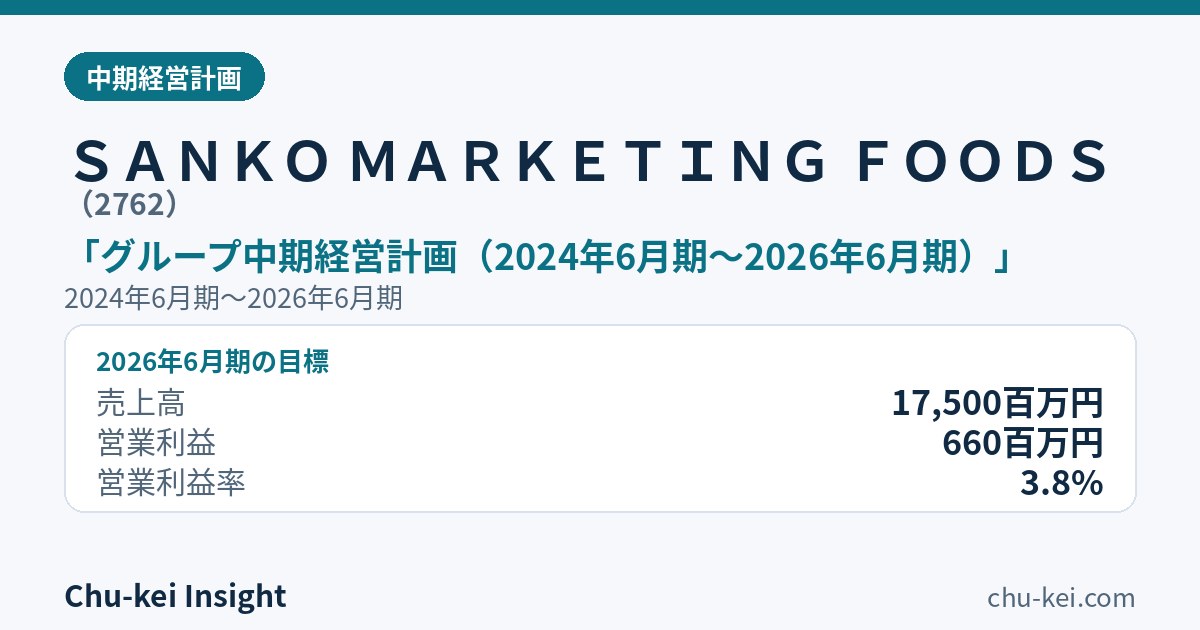 中期経営計画
ＳＡＮＫＯ ＭＡＲＫＥＴＩＮＧ ＦＯＯＤＳ
（2762）
「グループ中期経営計画（2024年6月期～2026年6月期）」
2024年6月期～2026年6月期
2026年6月期の目標
売上高 17,500百万円
営業利益 660百万円
営業利益率 3.8%
Chu-kei Insight chu-kei.com